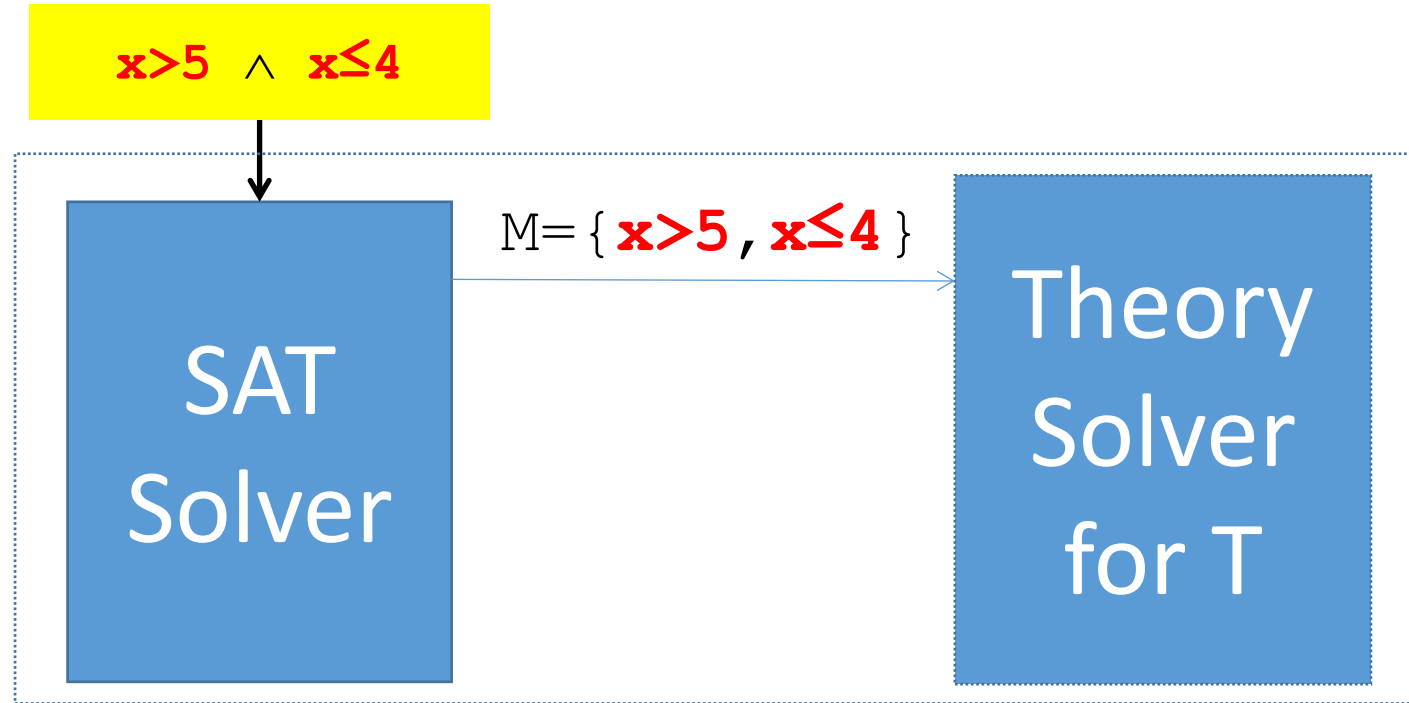 x>5 ∧ x≤4
M={x>5,x≤4}
SAT
Solver
Theory
Solver
for T